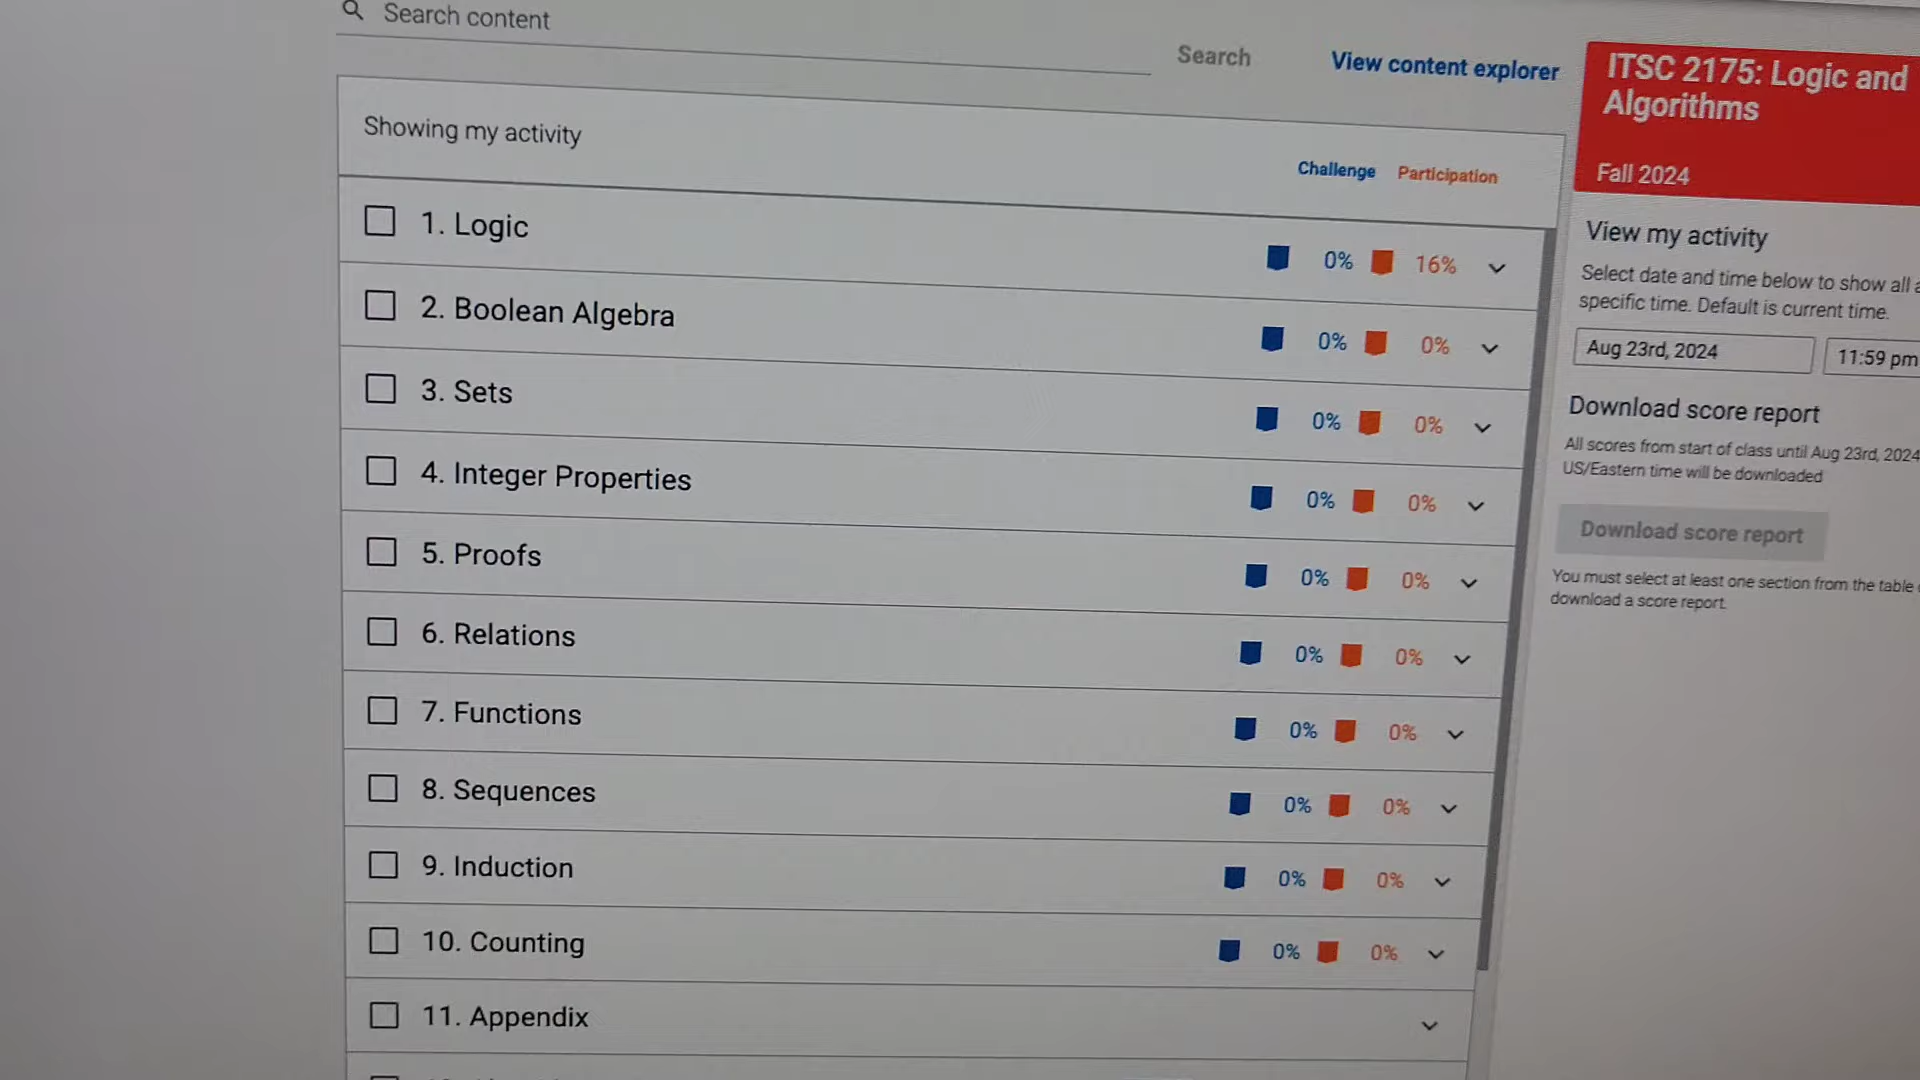 Search content
Search
View content explorer
Showing my activity
Challenge
Participation
1. Logic
0%
16%
2. Boolean Algebra
0%
0%
3. Sets
0%
0%
4. Integer Properties
0%
0%
5. Proofs
0%
0%
6. Relations
0%
0%
7. Functions
0%
0%
8. Sequences
0%
0%
9. Induction
0%
0%
10. Counting
0%
0%
11. Appendix
ITSC 2175: Logic and
Algorithms
Fall 2024
View my activity
Select date and time below to show all
specific time. Default is current time.
Aug 23rd, 2024
11:59 pm
Download score report
All scores from start of class until Aug 23rd, 2024
US/Eastern time will be downloaded
Download score report
You must select at least one section from the table
download a score report.